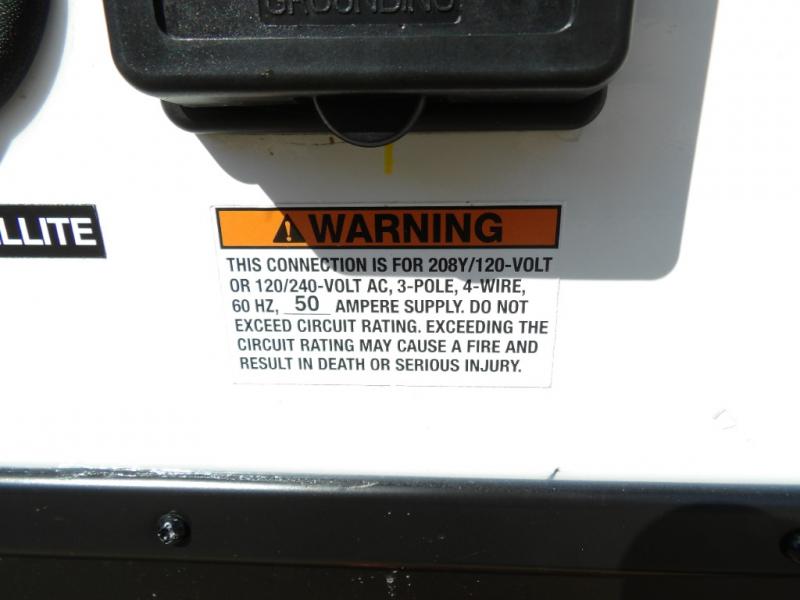 GROUNDING
LLITE
WARNING
THIS CONNECTION IS FOR 208Y/120-VOLT
OR 120/240-VOLT AC, 3-POLE, 4-WIRE,
60 HZ, 50 AMPERE SUPPLY. DO NOT
EXCEED CIRCUIT RATING. EXCEEDING THE
CIRCUIT RATING MAY CAUSE A FIRE AND
RESULT IN DEATH OR SERIOUS INJURY.